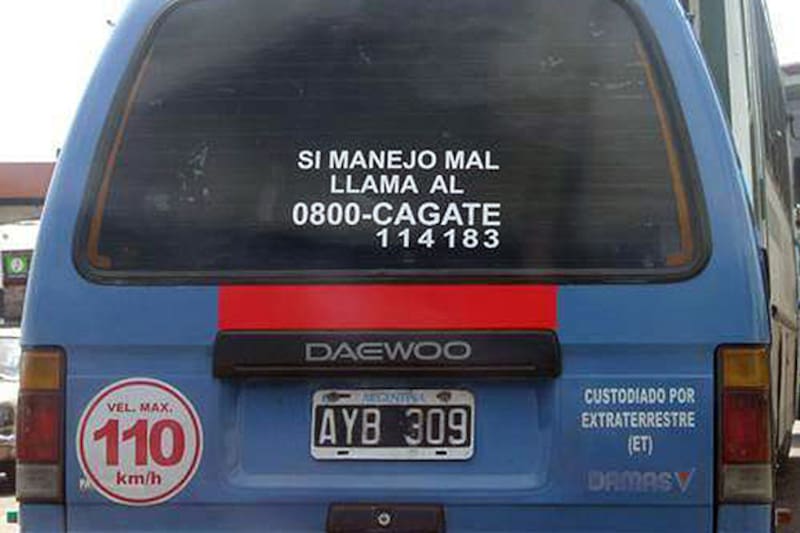 SI MANEJO MAL
LLAMA AL
0800-CAGATE
114183
DAEWOO
ARGENTINA
AYB 309
VEL. MAX.
110
km/h
CUSTODIADO POR
EXTRATERRESTRE
(ET)
DAMAS